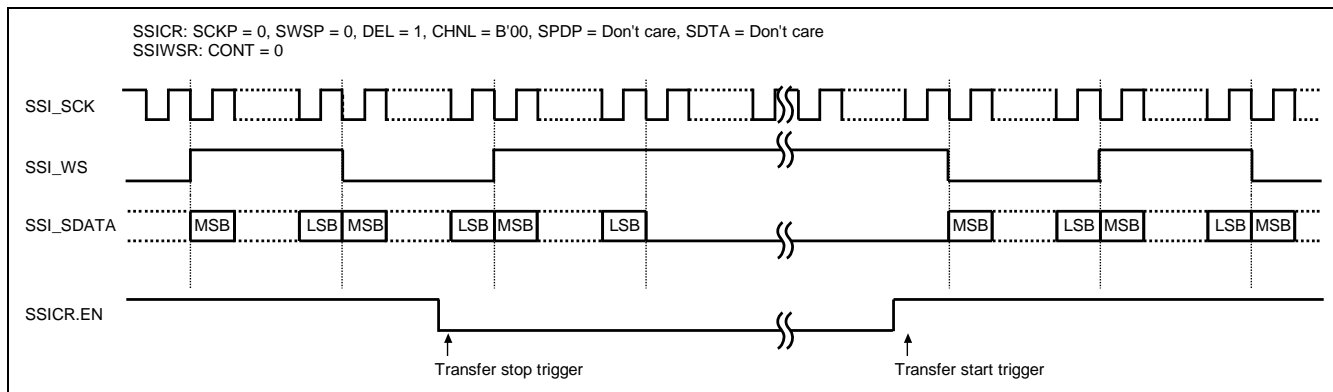 SSICR: SCKP = 0, SWSP = 0, DEL = 1, CHNL = B'00, SPDP = Don't care, SDTA = Don't care
SSIWSR: CONT = 0
SSI_SCK
SSI_WS
SSI_SDATA MSB LSB MSB LSB MSB LSB MSB LSB MSB LSB MSB
SSICR.EN
Transfer stop trigger Transfer start trigger